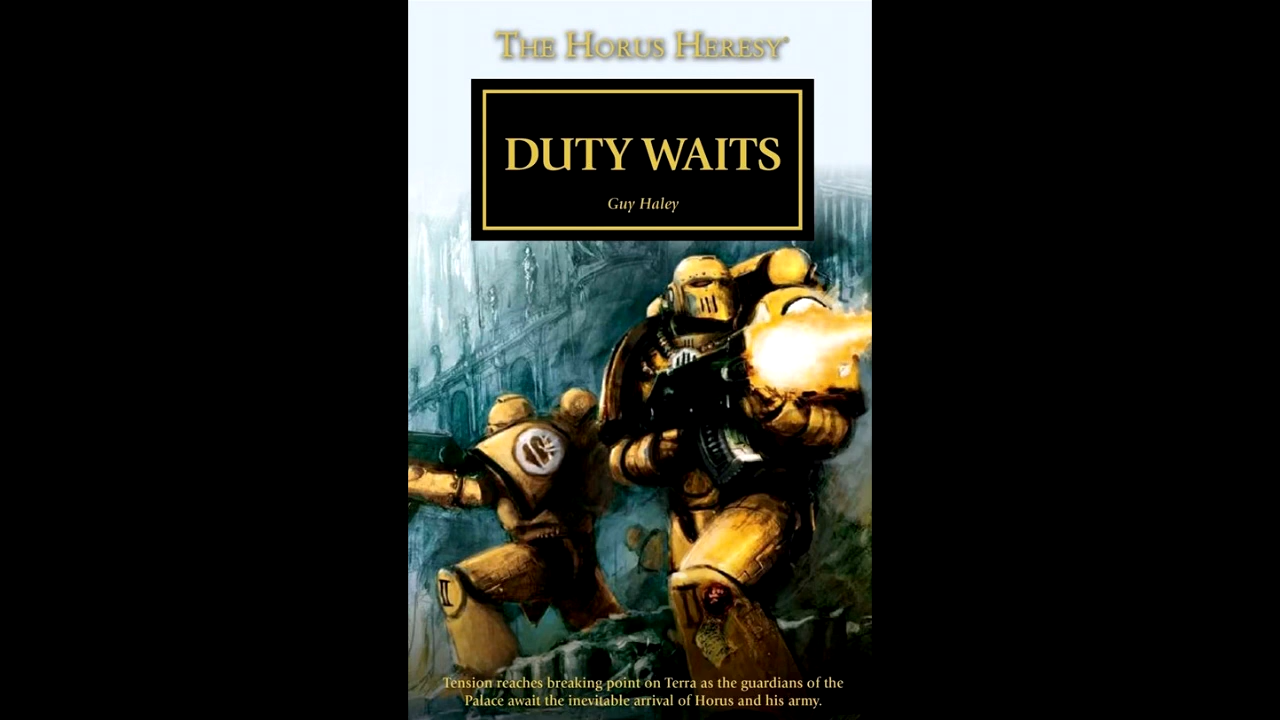 THE HORUS HERESY®
DUTY WAITS
Guy Haley
II
Tension reaches breaking point on Terra as the guardians of the
Palace await the inevitable arrival of Horus and his army.